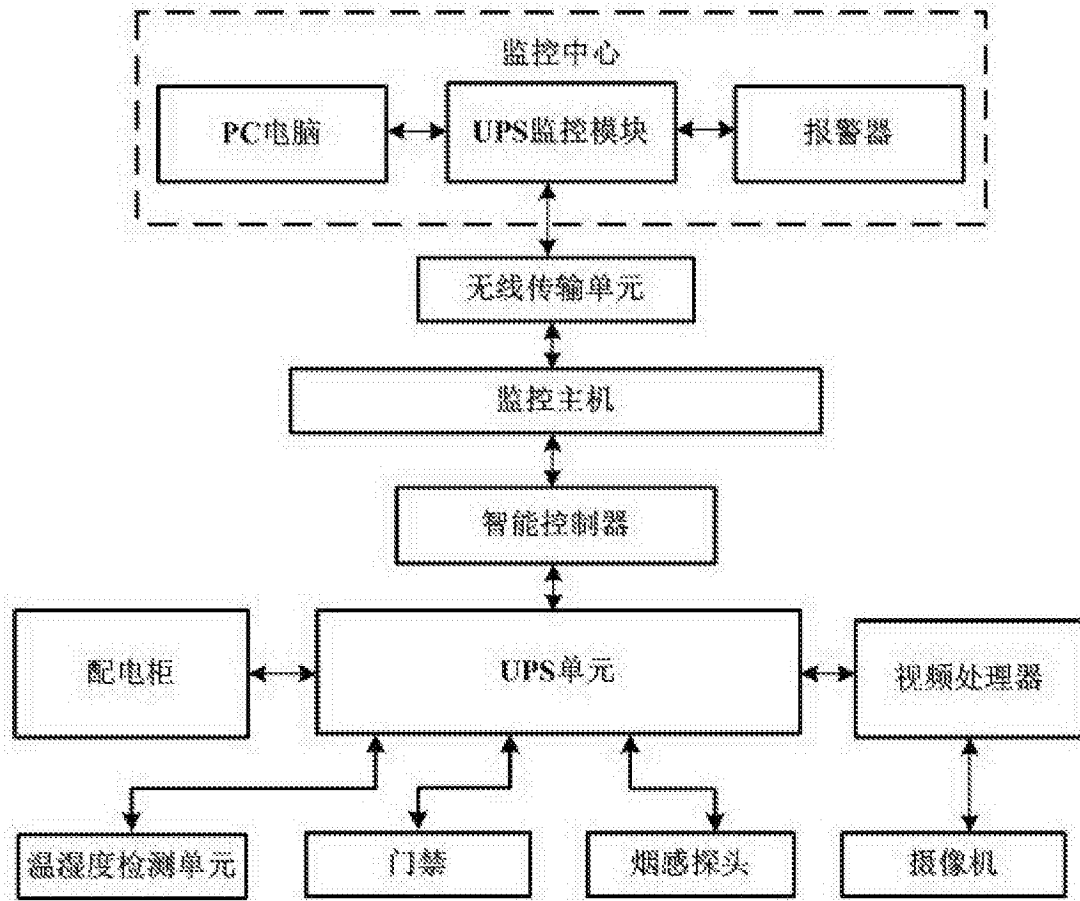 监控中心
PC电脑
UPS监控模块
报警器
无线传输单元
监控主机
智能控制器
配电柜
UPS单元
视频处理器
温湿度检测单元
门禁
烟感探头
摄像机